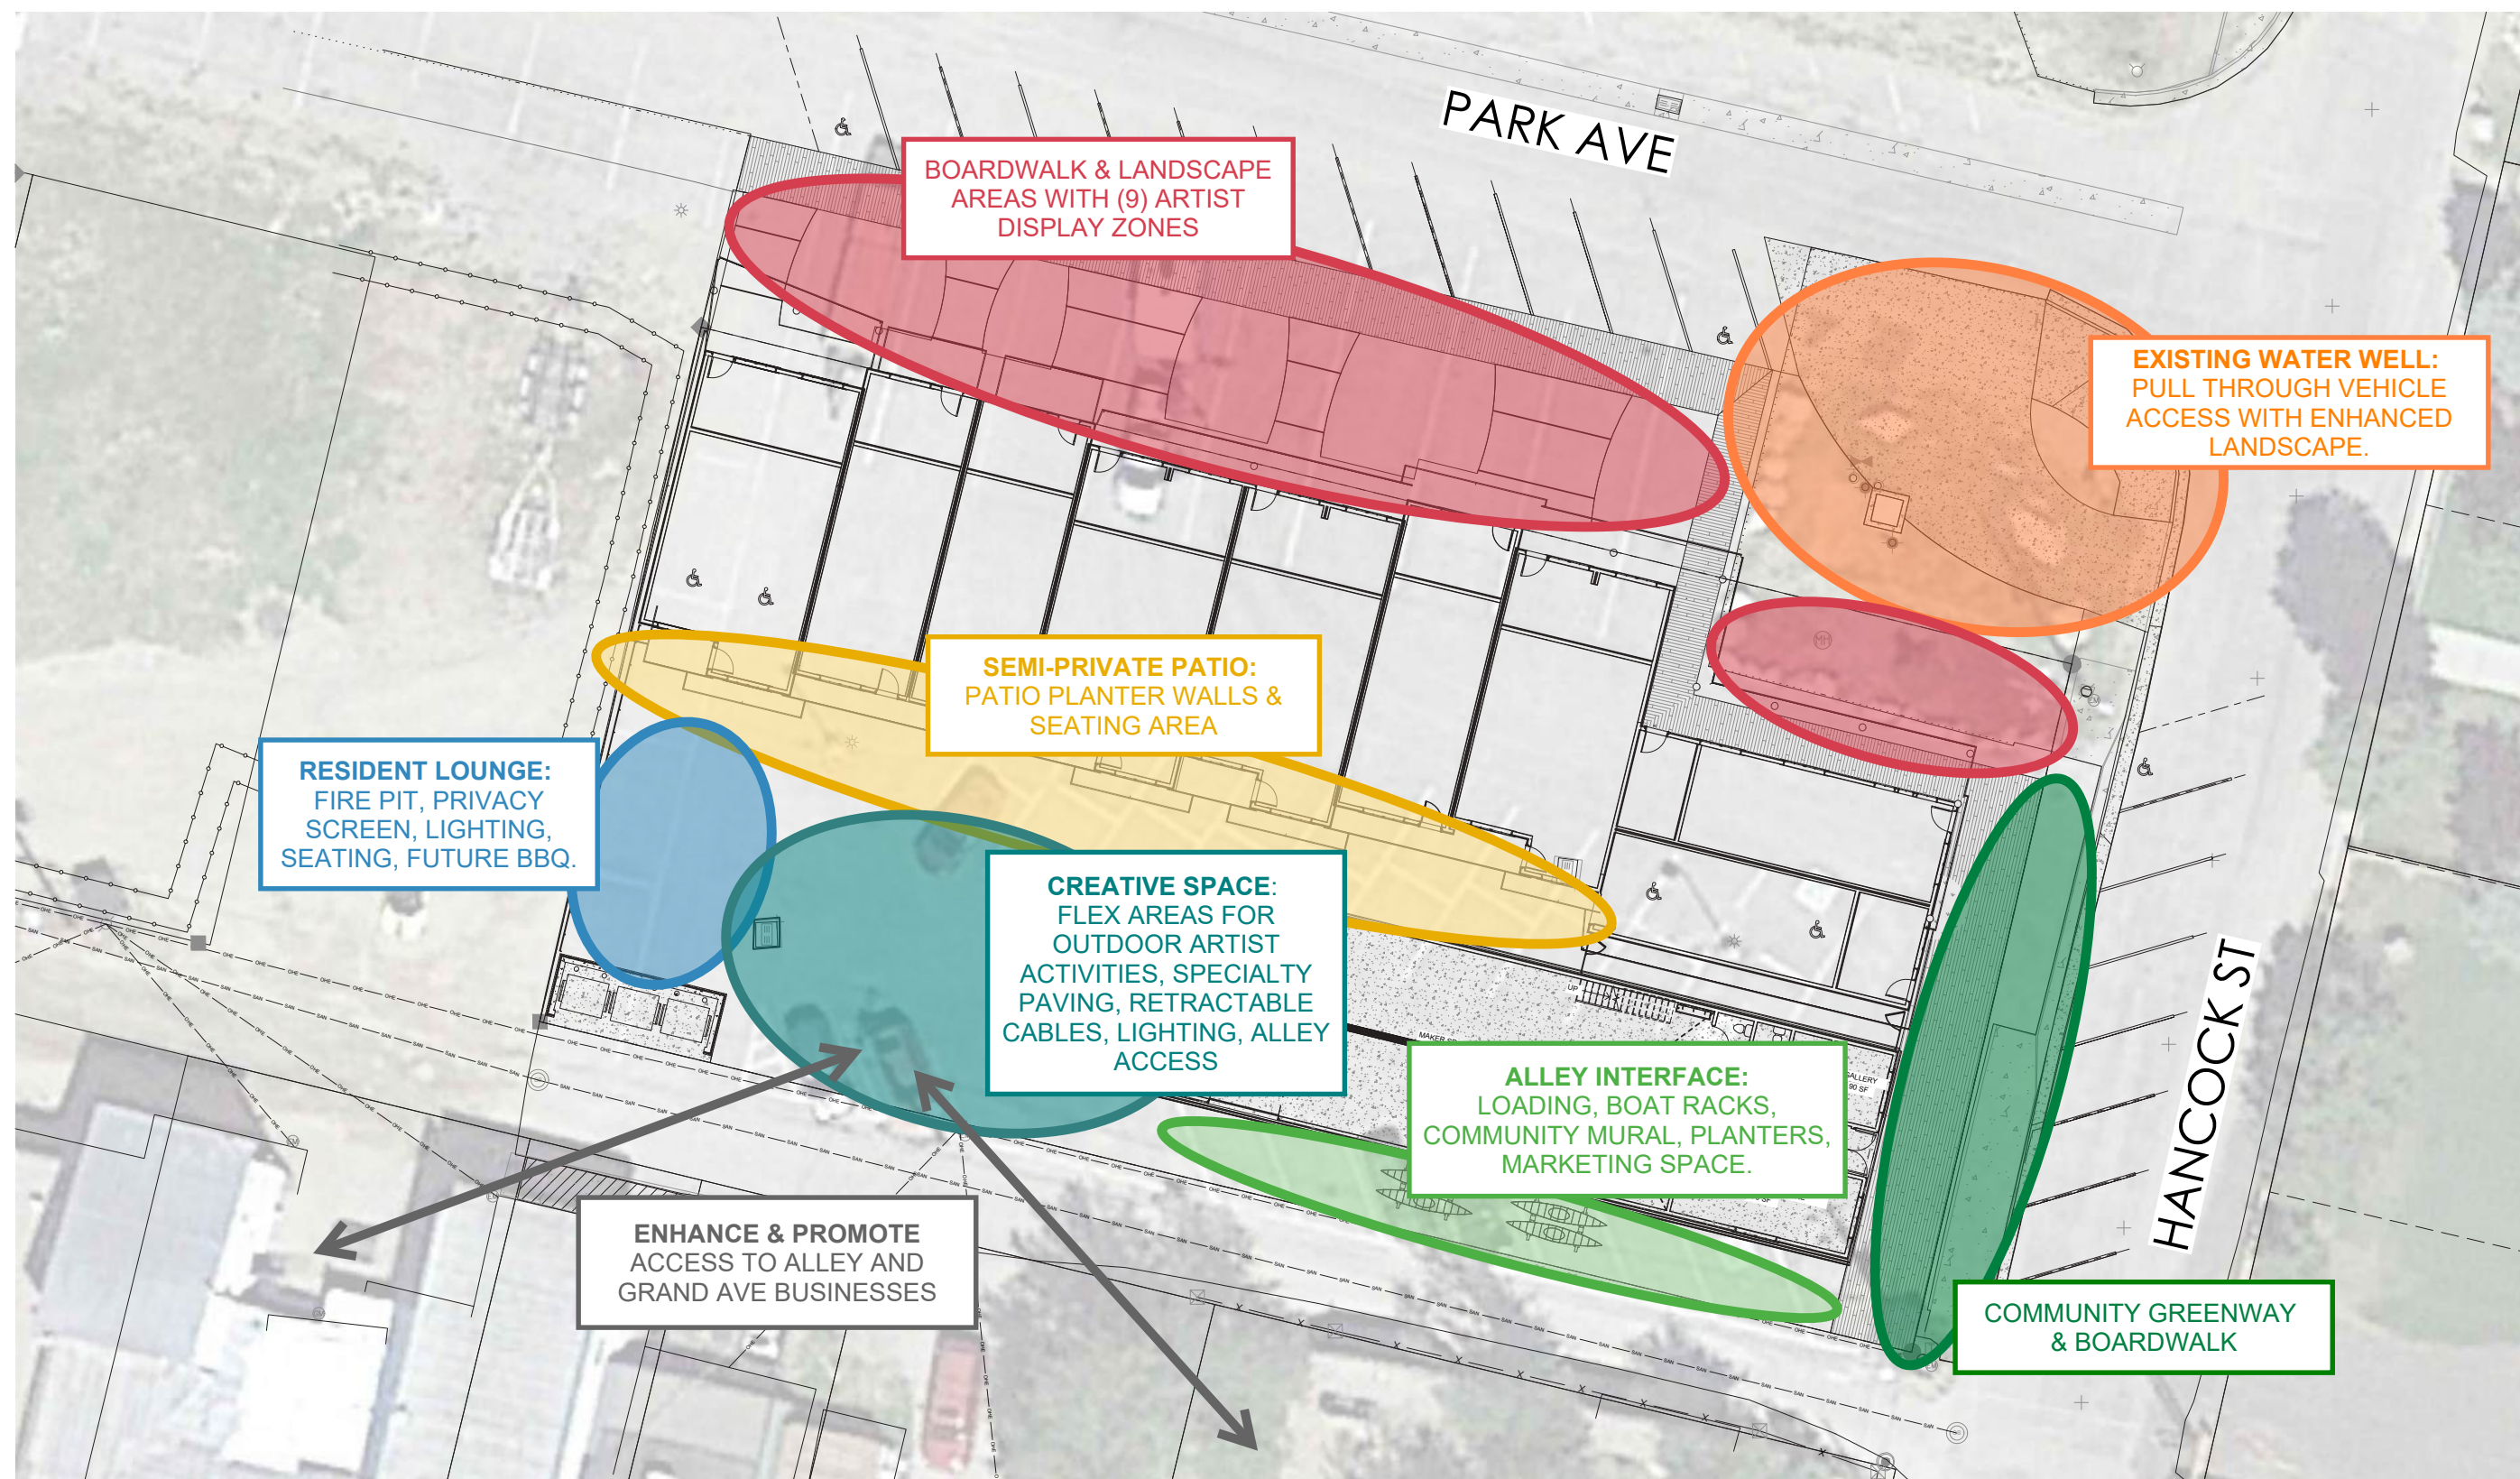 PARK AVE
BOARDWALK & LANDSCAPE
AREAS WITH (9) ARTIST
DISPLAY ZONES
EXISTING WATER WELL:
PULL THROUGH VEHICLE
ACCESS WITH ENHANCED
LANDSCAPE.
SEMI-PRIVATE PATIO:
PATIO PLANTER WALLS &
SEATING AREA
RESIDENT LOUNGE:
FIRE PIT, PRIVACY
SCREEN, LIGHTING,
SEATING, FUTURE BBQ.
CREATIVE SPACE:
FLEX AREAS FOR
OUTDOOR ARTIST
ACTIVITIES, SPECIALTY
PAVING, RETRACTABLE
CABLES, LIGHTING, ALLEY
ACCESS
HANCOCK ST
UP
MAKER
ALLEY INTERFACE:
LOADING, BOAT RACKS,
COMMUNITY MURAL, PLANTERS,
MARKETING SPACE.
90 SF
ENHANCE & PROMOTE
ACCESS TO ALLEY AND
GRAND AVE BUSINESSES
COMMUNITY GREENWAY
& BOARDWALK